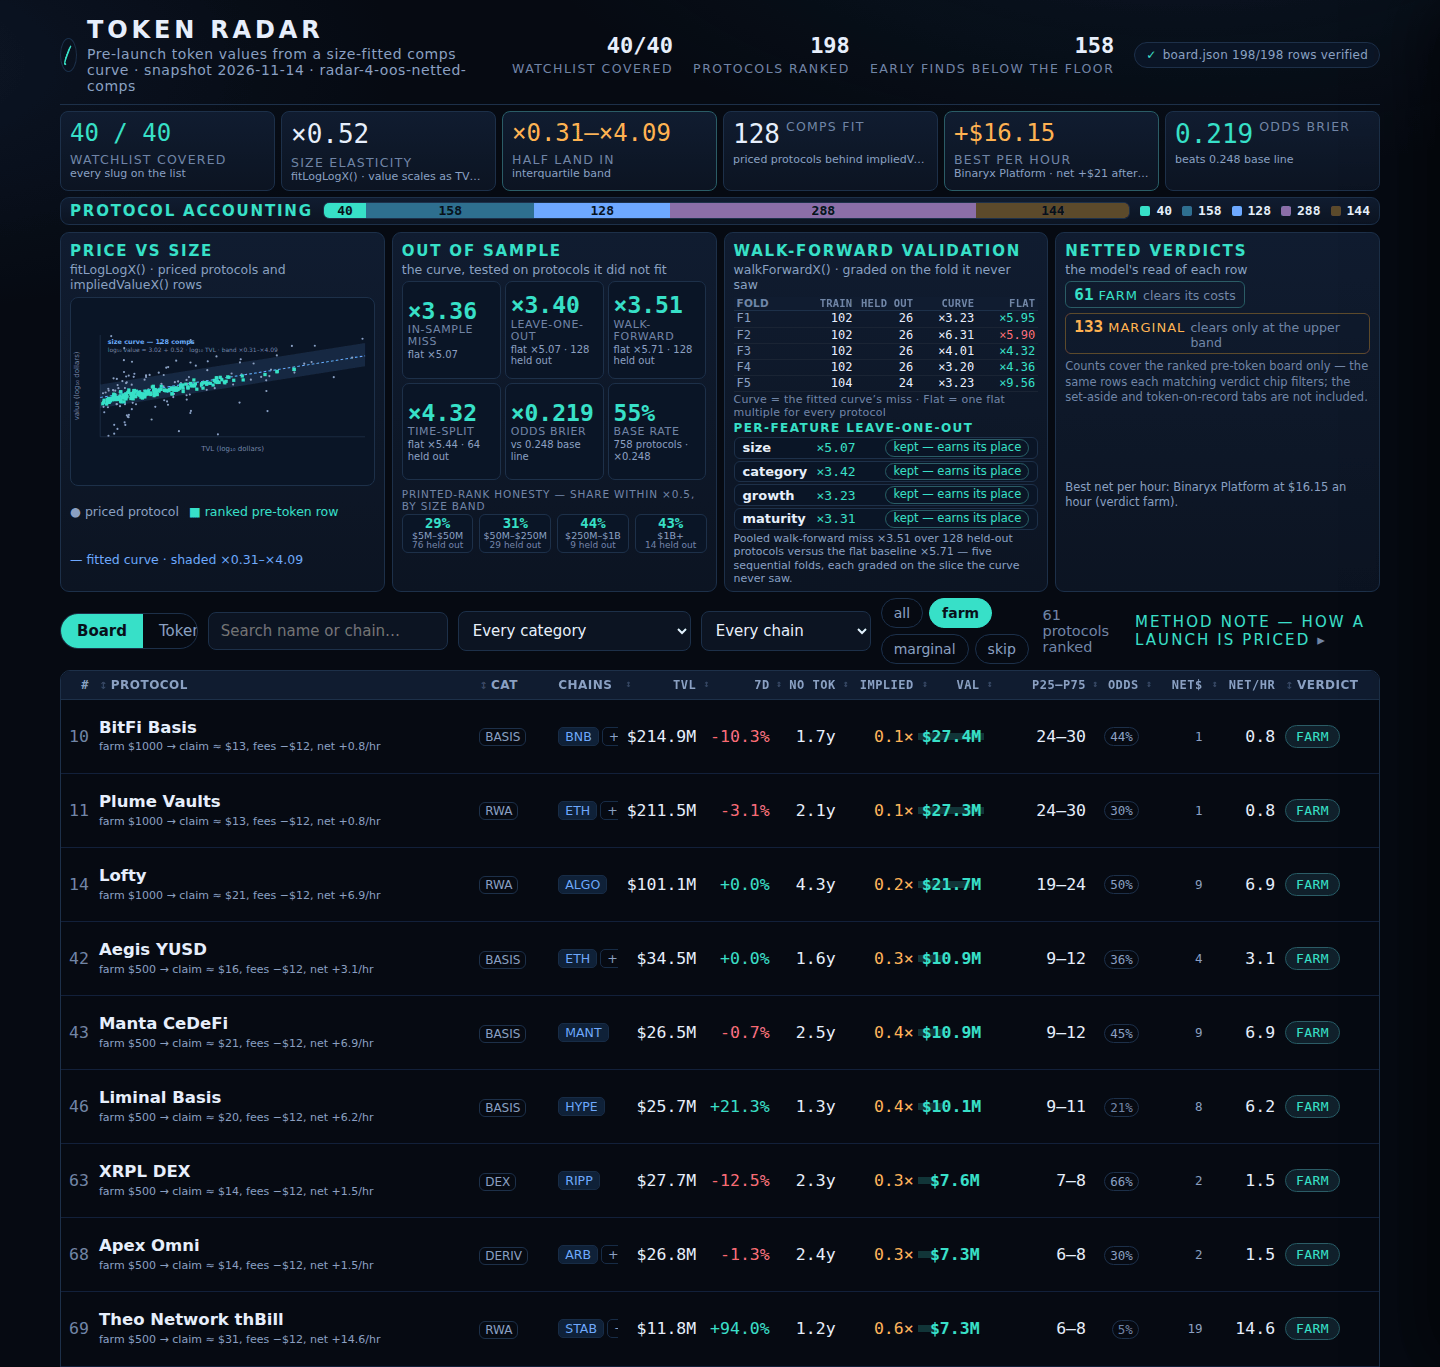 TOKEN RADAR
Pre-launch token values from a size-fitted comps
curve · snapshot 2026-11-14 · radar-4-oos-netted-
comps
40/40
WATCHLIST COVERED
198
PROTOCOLS RANKED
158
EARLY FINDS BELOW THE FLOOR
✓ board.json 198/198 rows verified
40 / 40
WATCHLIST COVERED
every slug on the list
×0.52
SIZE ELASTICITY
fitLogLogX() · value scales as TV…
×0.31–×4.09
HALF LAND IN
interquartile band
128 COMPS FIT
priced protocols behind impliedV…
+$16.15
BEST PER HOUR
Binaryx Platform · net +$21 after…
0.219 ODDS BRIER
beats 0.248 base line
PROTOCOL ACCOUNTING 40 158 128 288 144 40 158 128 288 144
PRICE VS SIZE
fitLogLogX() · priced protocols and
impliedValueX() rows
size curve — 128 comps
log₁₀ value = 3.02 + 0.52 · log₁₀ TVL · band ×0.31–×4.09
value (log₁₀ dollars)
TVL (log₁₀ dollars)
● priced protocol ■ ranked pre-token row
— fitted curve · shaded ×0.31–×4.09
OUT OF SAMPLE
the curve, tested on protocols it did not fit
×3.36
IN-SAMPLE
MISS
flat ×5.07
×3.40
LEAVE-ONE-
OUT
flat ×5.07 · 128
held out
×3.51
WALK-
FORWARD
flat ×5.71 · 128
held out
×4.32
TIME-SPLIT
flat ×5.44 · 64
held out
×0.219
ODDS BRIER
vs 0.248 base
line
55%
BASE RATE
758 protocols ·
×0.248
PRINTED-RANK HONESTY — SHARE WITHIN ×0.5,
BY SIZE BAND
29%
$5M–$50M
76 held out
31%
$50M–$250M
29 held out
44%
$250M–$1B
9 held out
43%
$1B+
14 held out
WALK-FORWARD VALIDATION
walkForwardX() · graded on the fold it never
saw
FOLD TRAIN HELD OUT CURVE FLAT
F1 102 26 ×3.23 ×5.95
F2 102 26 ×6.31 ×5.90
F3 102 26 ×4.01 ×4.32
F4 102 26 ×3.20 ×4.36
F5 104 24 ×3.23 ×9.56
Curve = the fitted curve's miss · Flat = one flat
multiple for every protocol
PER-FEATURE LEAVE-ONE-OUT
size ×5.07 kept — earns its place
category ×3.42 kept — earns its place
growth ×3.23 kept — earns its place
maturity ×3.31 kept — earns its place
Pooled walk-forward miss ×3.51 over 128 held-out
protocols versus the flat baseline ×5.71 — five
sequential folds, each graded on the slice the curve
never saw.
NETTED VERDICTS
the model's read of each row
61 FARM clears its costs
133 MARGINAL clears only at the upper
band
Counts cover the ranked pre-token board only — the
same rows each matching verdict chip filters; the
set-aside and token-on-record tabs are not included.
Best net per hour: Binaryx Platform at $16.15 an
hour (verdict farm).
Board Token
Search name or chain…
Every category
Every chain
all farm
marginal skip
61
protocols
ranked
METHOD NOTE — HOW A
LAUNCH IS PRICED ▸
# ↕ PROTOCOL ↕ CAT CHAINS ↕ TVL ↕ 7D ↕ NO TOK ↕ IMPLIED ↕ VAL ↕ P25–P75 ↕ ODDS ↕ NET$ ↕ NET/HR ↕ VERDICT
10 BitFi Basis BASIS BNB + $214.9M -10.3% 1.7y 0.1× $27.4M 24–30 44% 1 0.8 FARM
farm $1000 → claim ≈ $13, fees −$12, net +0.8/hr
11 Plume Vaults RWA ETH + $211.5M -3.1% 2.1y 0.1× $27.3M 24–30 30% 1 0.8 FARM
farm $1000 → claim ≈ $13, fees −$12, net +0.8/hr
14 Lofty RWA ALGO $101.1M +0.0% 4.3y 0.2× $21.7M 19–24 50% 9 6.9 FARM
farm $1000 → claim ≈ $21, fees −$12, net +6.9/hr
42 Aegis YUSD BASIS ETH + $34.5M +0.0% 1.6y 0.3× $10.9M 9–12 36% 4 3.1 FARM
farm $500 → claim ≈ $16, fees −$12, net +3.1/hr
43 Manta CeDeFi BASIS MANT $26.5M -0.7% 2.5y 0.4× $10.9M 9–12 45% 9 6.9 FARM
farm $500 → claim ≈ $21, fees −$12, net +6.9/hr
46 Liminal Basis BASIS HYPE $25.7M +21.3% 1.3y 0.4× $10.1M 9–11 21% 8 6.2 FARM
farm $500 → claim ≈ $20, fees −$12, net +6.2/hr
63 XRPL DEX DEX RIPP $27.7M -12.5% 2.3y 0.3× $7.6M 7–8 66% 2 1.5 FARM
farm $500 → claim ≈ $14, fees −$12, net +1.5/hr
68 Apex Omni DERIV ARB + $26.8M -1.3% 2.4y 0.3× $7.3M 6–8 30% 2 1.5 FARM
farm $500 → claim ≈ $14, fees −$12, net +1.5/hr
69 Theo Network thBill RWA STAB $11.8M +94.0% 1.2y 0.6× $7.3M 6–8 5% 19 14.6 FARM
farm $500 → claim ≈ $31, fees −$12, net +14.6/hr